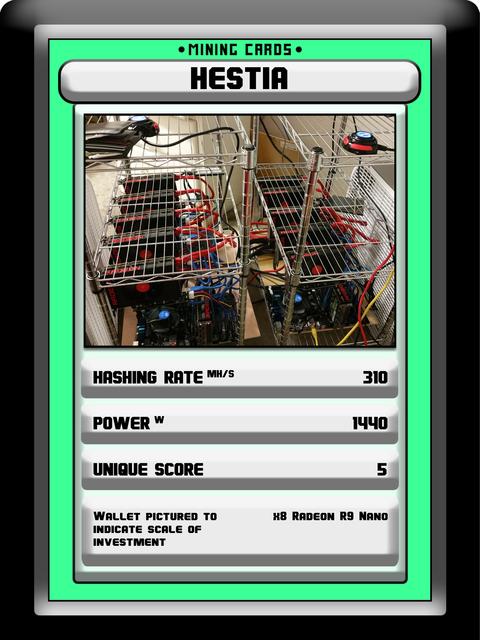 •MINING CARDS•
HESTIA
HASHING RATE MH/S 310
POWER W 1440
UNIQUE SCORE 5
WALLET PICTURED TO INDICATE SCALE OF INVESTMENT
x8 RADEON R9 NANO